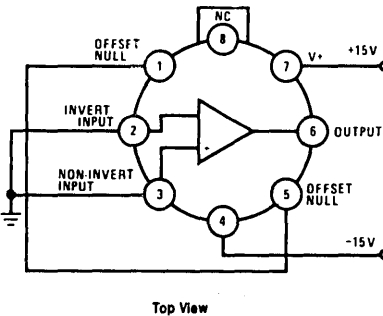 NC
8
OFFSET
NULL
1
7
V+
+15V
INVERT
INPUT
2
6
OUTPUT
NON-INVERT
INPUT
3
5
OFFSET
NULL
4
-15V
Top View